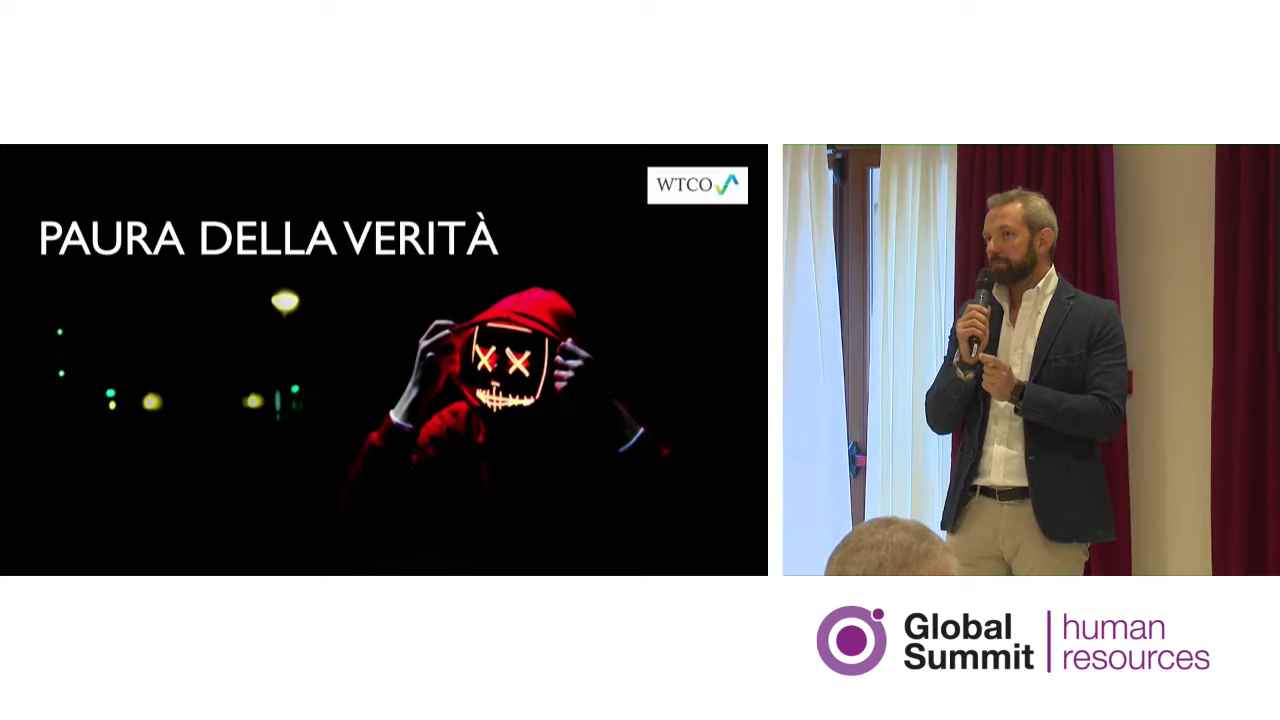 WTCO
PAURA DELLA VERITÀ
Global
Summit
human
resources